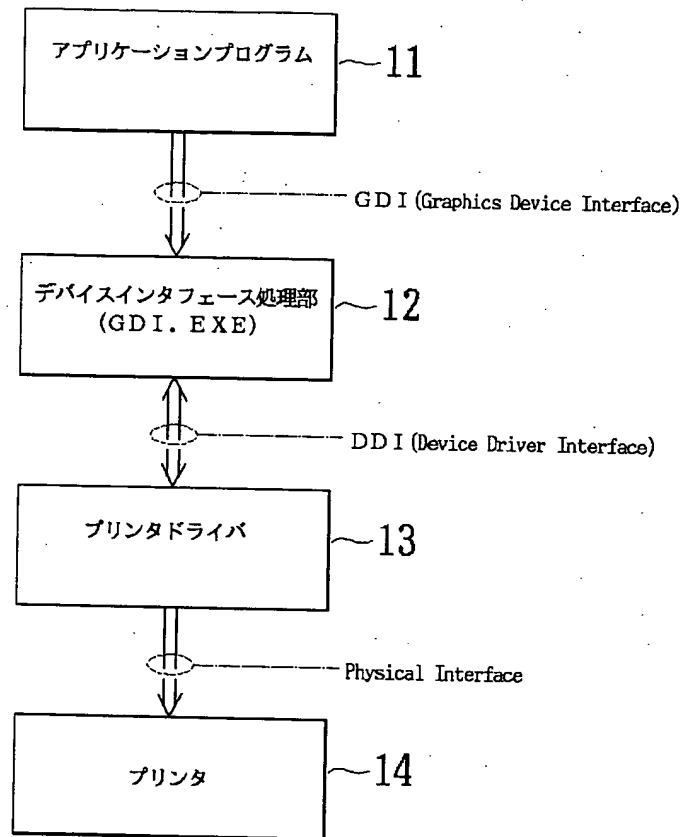 アプリケーションプログラム
11
GDI(Graphics Device Interface)
デバイスインタフェース処理部
(GDI.EXE)
12
DDI(Device Driver Interface)
プリンタドライバ
13
Physical Interface
プリンタ
14